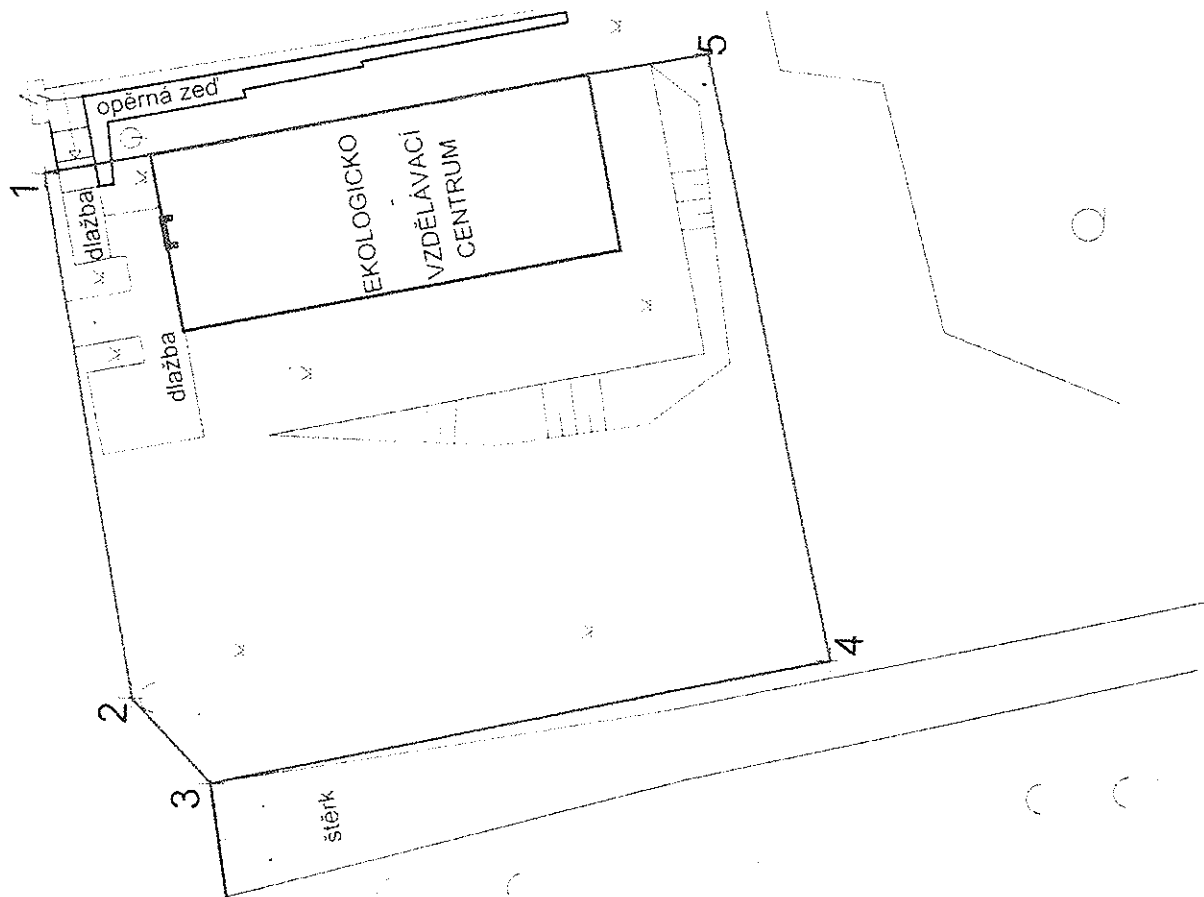 opěrná zeď
1
5
dlažba
EKOLOGICKO
-
VZDĚLÁVACÍ
CENTRUM
dlažba
2
4
3
štěrk